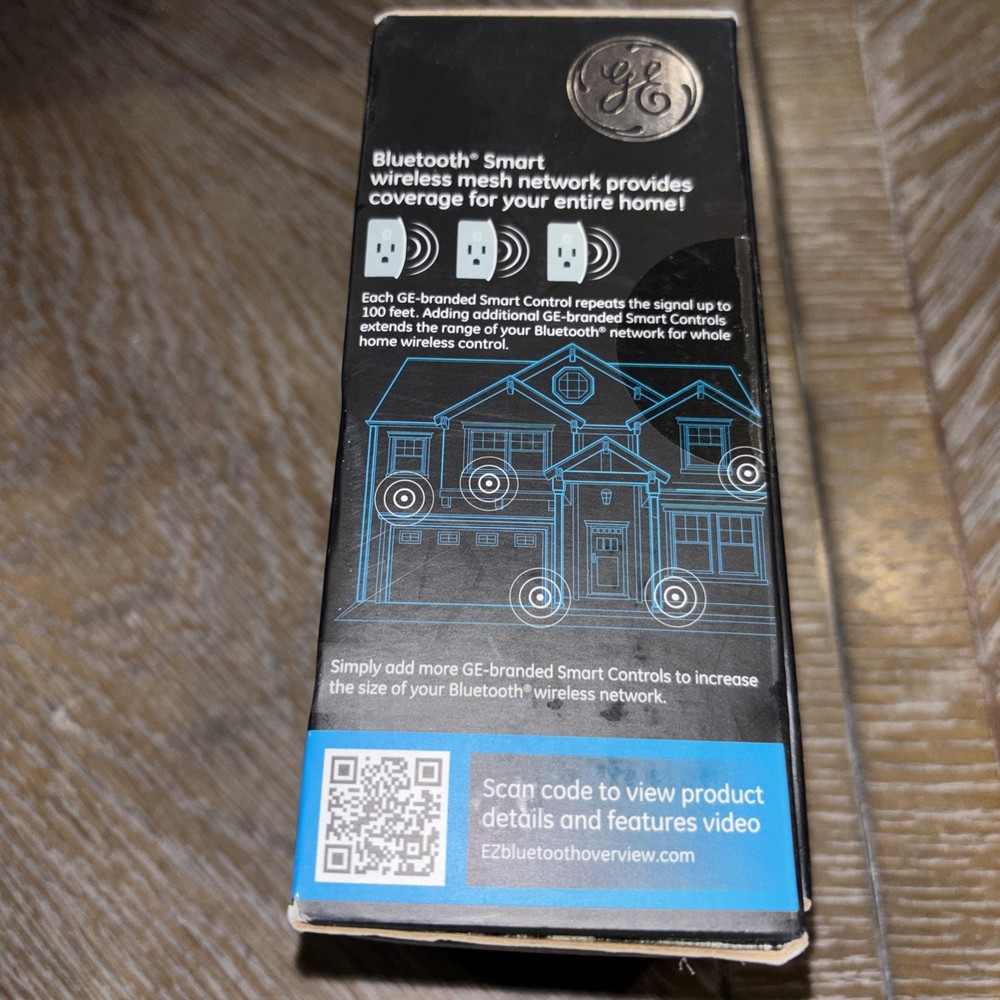 GE
Bluetooth® Smart
wireless mesh network provides
coverage for your entire home!
Each GE-branded Smart Control repeats the signal up to
100 feet. Adding additional GE-branded Smart Controls
extends the range of your Bluetooth® network for whole
home wireless control.
Simply add more GE-branded Smart Controls to increase
the size of your Bluetooth® wireless network.
Scan code to view product
details and features video
EZbluetoothoverview.com